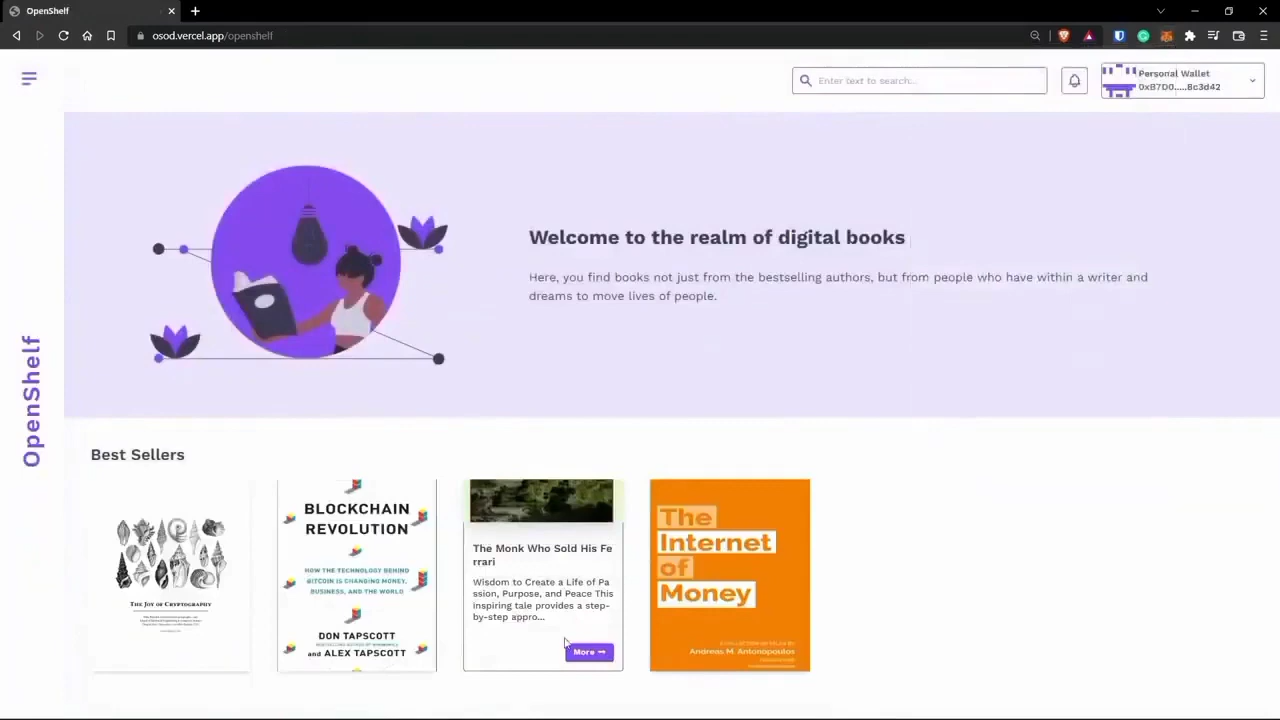 OpenShelf
osod.vercel.app/openshelf
Enter text to search...
Personal Wallet
0xB7D0.....8c3d42
Welcome to the realm of digital books
Here, you find books not just from the bestselling authors, but from people who have within a writer and
dreams to move lives of people.
OpenShelf
Best Sellers
THE JOY OF CRYPTOGRAPHY
BLOCKCHAIN
REVOLUTION
HOW THE TECHNOLOGY BEHIND
BITCOIN IS CHANGING MONEY,
BUSINESS, AND THE WORLD
DON TAPSCOTT
and ALEX TAPSCOTT
The Monk Who Sold His Fe
rrari
Wisdom to Create a Life of Pa
ssion, Purpose, and Peace This
inspiring tale provides a step-
by-step appro...
More →
The
Internet
of
Money
Andreas M. Antonopoulos